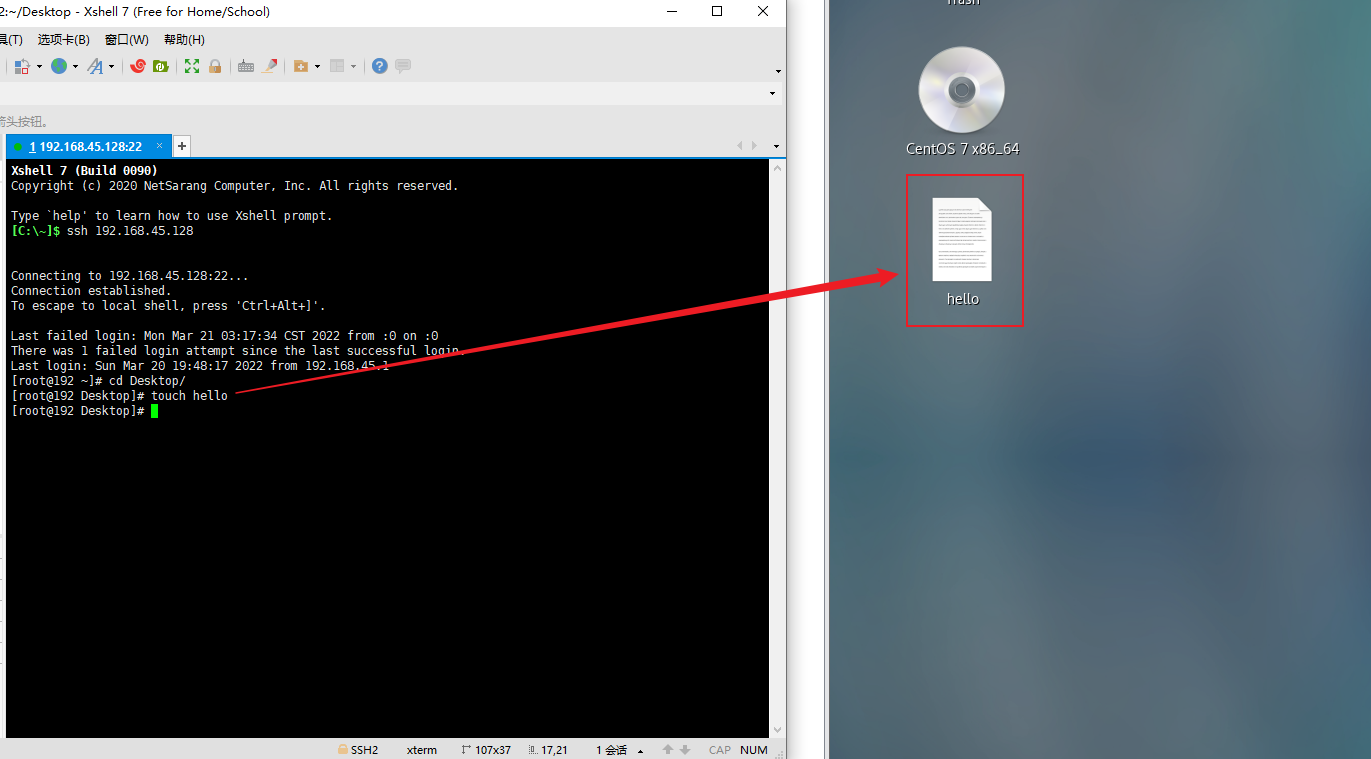 2:~/Desktop - Xshell 7 (Free for Home/School)
具(T) 选项卡(B) 窗口(W) 帮助(H)
箭头按钮。
1 192.168.45.128:22
Xshell 7 (Build 0090)
Copyright (c) 2020 NetSarang Computer, Inc. All rights reserved.
Type `help' to learn how to use Xshell prompt.
[C:\~]$ ssh 192.168.45.128
Connecting to 192.168.45.128:22...
Connection established.
To escape to local shell, press 'Ctrl+Alt+]'.
Last failed login: Mon Mar 21 03:17:34 CST 2022 from :0 on :0
There was 1 failed login attempt since the last successful login.
Last login: Sun Mar 20 19:48:17 2022 from 192.168.45.1
[root@192 ~]# cd Desktop/
[root@192 Desktop]# touch hello
[root@192 Desktop]#
SSH2 xterm 107x37 17,21 1 会话 CAP NUM
Trash
CentOS 7 x86_64
hello